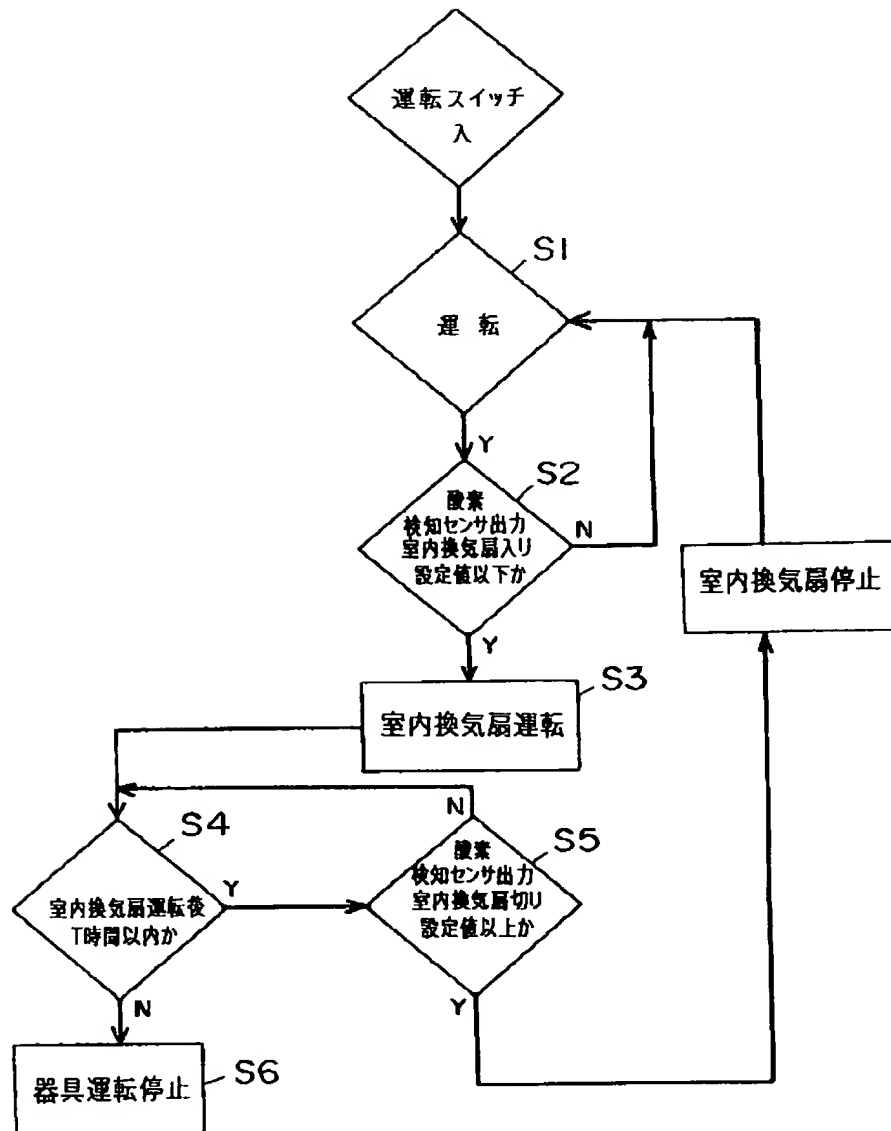 運転スイッチ
入
S1
運転
Y
S2
酸素
検知センサ出力
室内換気扇入り
設定値以下か
N
Y
室内換気扇停止
S3
室内換気扇運転
N
S4
S5
酸素
検知センサ出力
室内換気扇切り
設定値以上か
Y
室内換気扇運転後
T時間以内か
N
Y
器具運転停止
S6